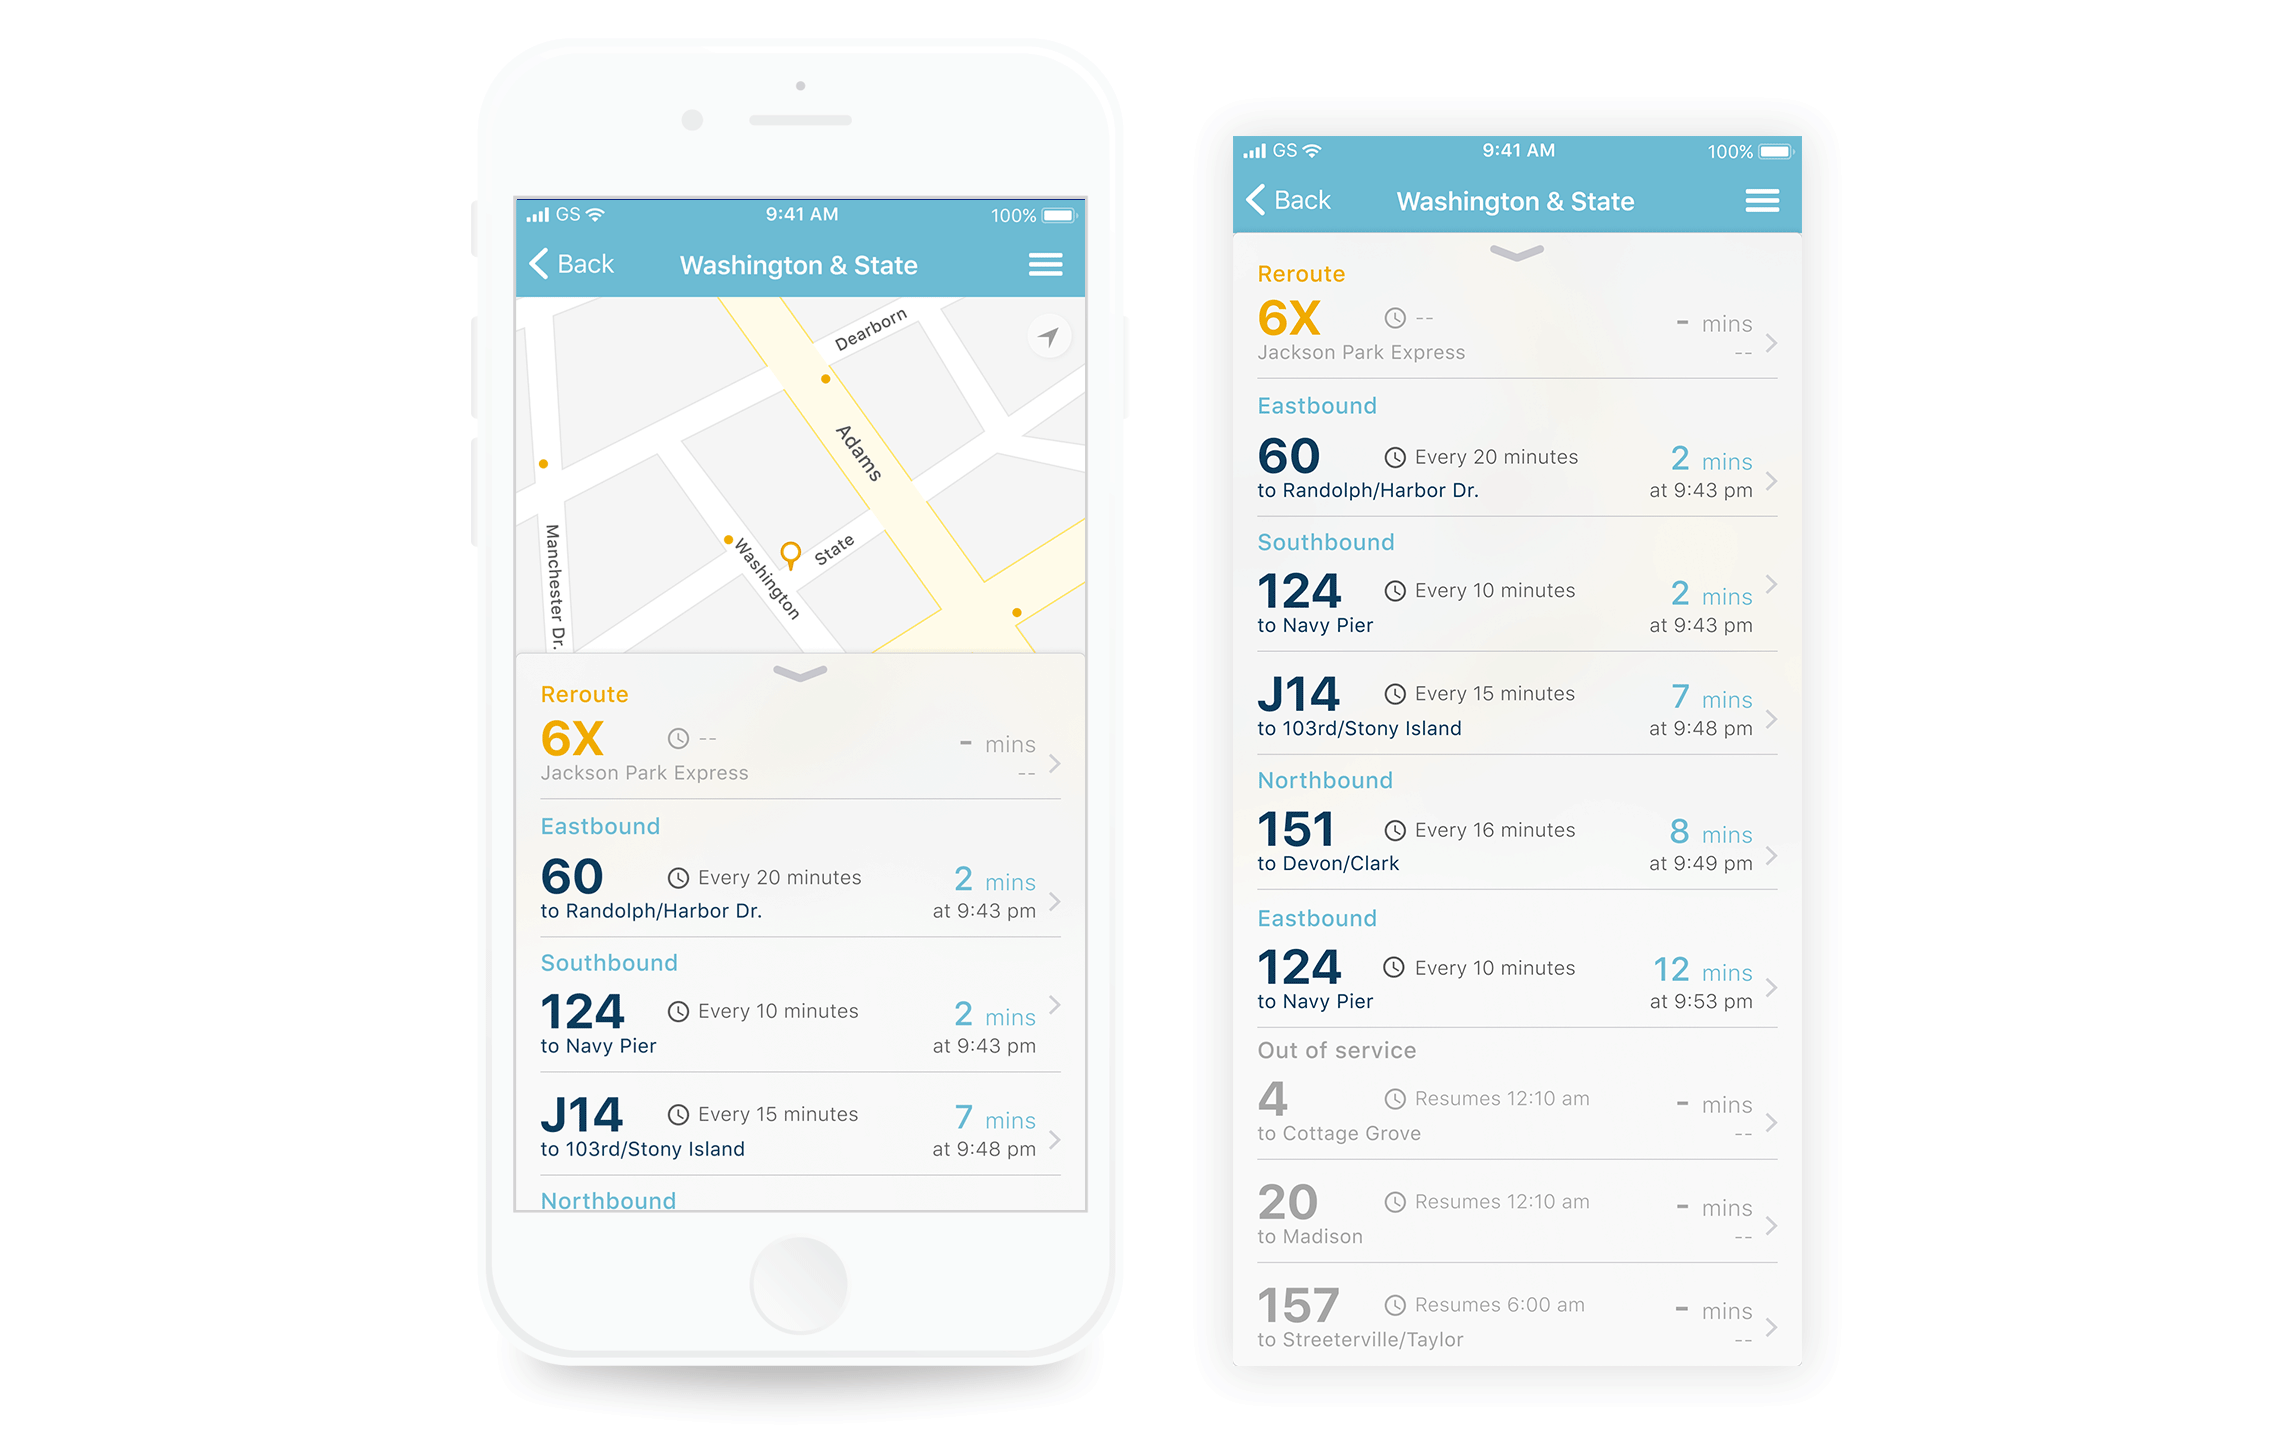 GS 9:41 AM 100%
Back Washington & State
Dearborn
Adams
Manchester Dr.
Washington
State
Reroute
6X -- - mins
Jackson Park Express --
Eastbound
60 Every 20 minutes 2 mins
to Randolph/Harbor Dr. at 9:43 pm
Southbound
124 Every 10 minutes 2 mins
to Navy Pier at 9:43 pm
J14 Every 15 minutes 7 mins
to 103rd/Stony Island at 9:48 pm
Northbound
GS 9:41 AM 100%
Back Washington & State
Reroute
6X -- - mins
Jackson Park Express --
Eastbound
60 Every 20 minutes 2 mins
to Randolph/Harbor Dr. at 9:43 pm
Southbound
124 Every 10 minutes 2 mins
to Navy Pier at 9:43 pm
J14 Every 15 minutes 7 mins
to 103rd/Stony Island at 9:48 pm
Northbound
151 Every 16 minutes 8 mins
to Devon/Clark at 9:49 pm
Eastbound
124 Every 10 minutes 12 mins
to Navy Pier at 9:53 pm
Out of service
4 Resumes 12:10 am - mins
to Cottage Grove --
20 Resumes 12:10 am - mins
to Madison --
157 Resumes 6:00 am - mins
to Streeterville/Taylor --